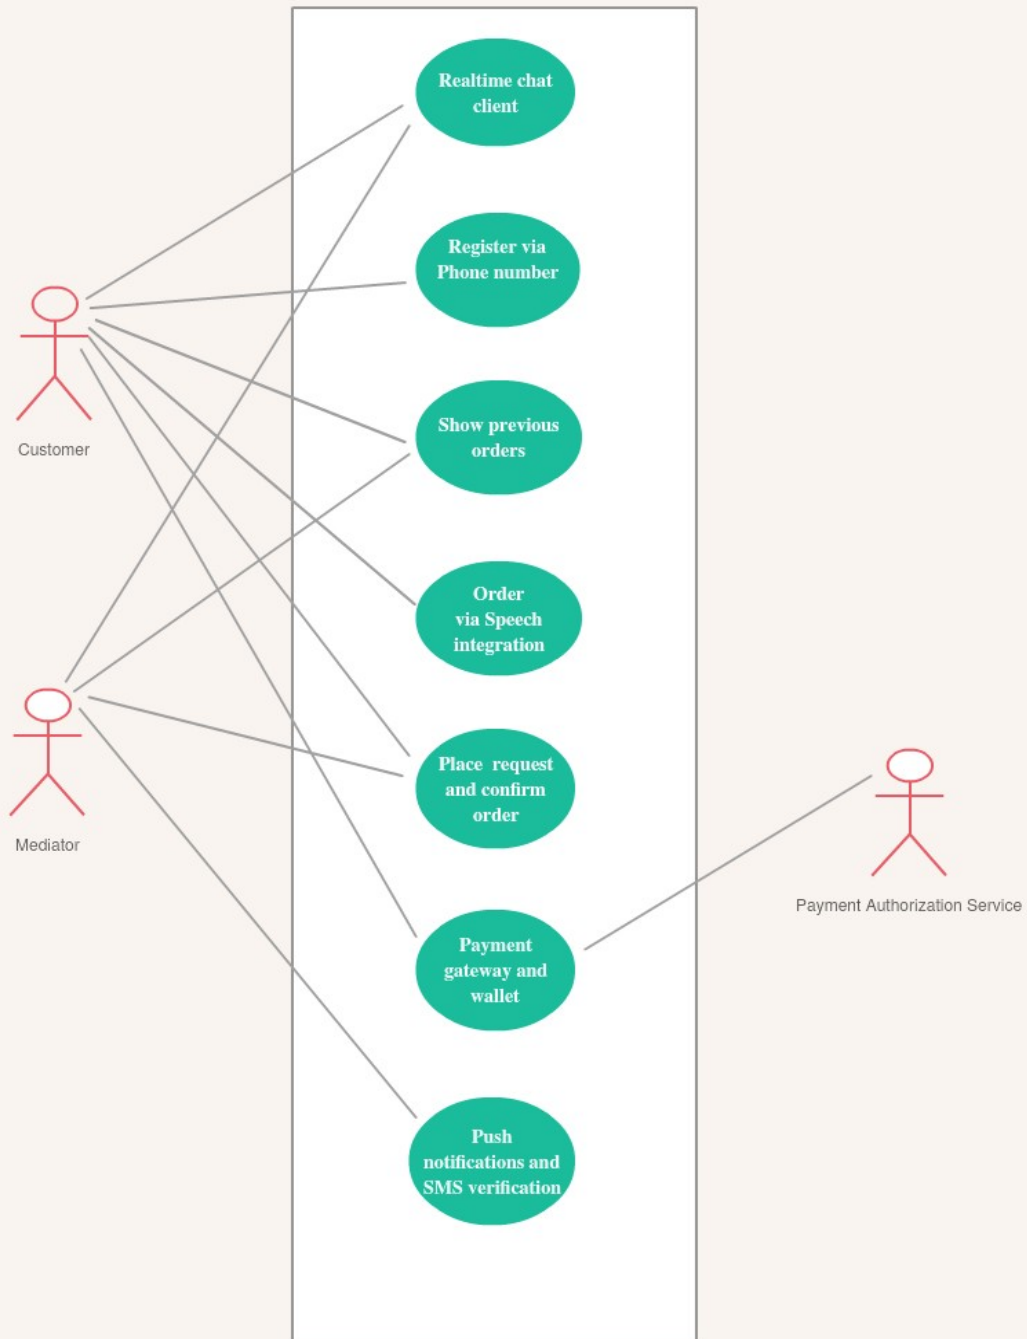 Realtime chat
client
Register via
Phone number
Customer
Show previous
orders
Order
via Speech
integration
Place request
and confirm
order
Mediator
Payment Authorization Service
Payment
gateway and
wallet
Push
notifications and
SMS verification